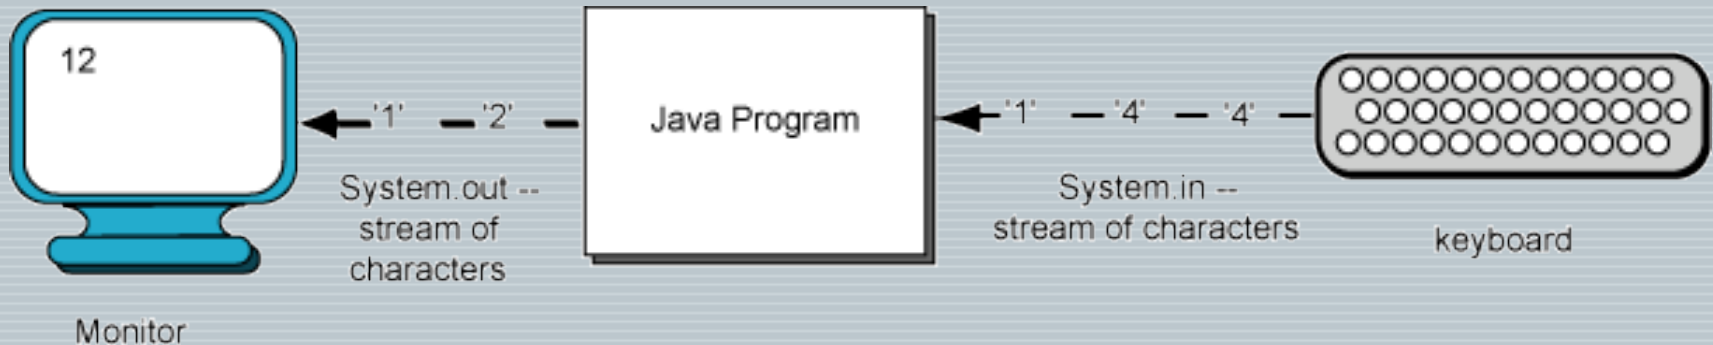 12
'1' '2'
System.out --
stream of
characters
Monitor
Java Program
'1' '4' '4'
System.in --
stream of characters
keyboard